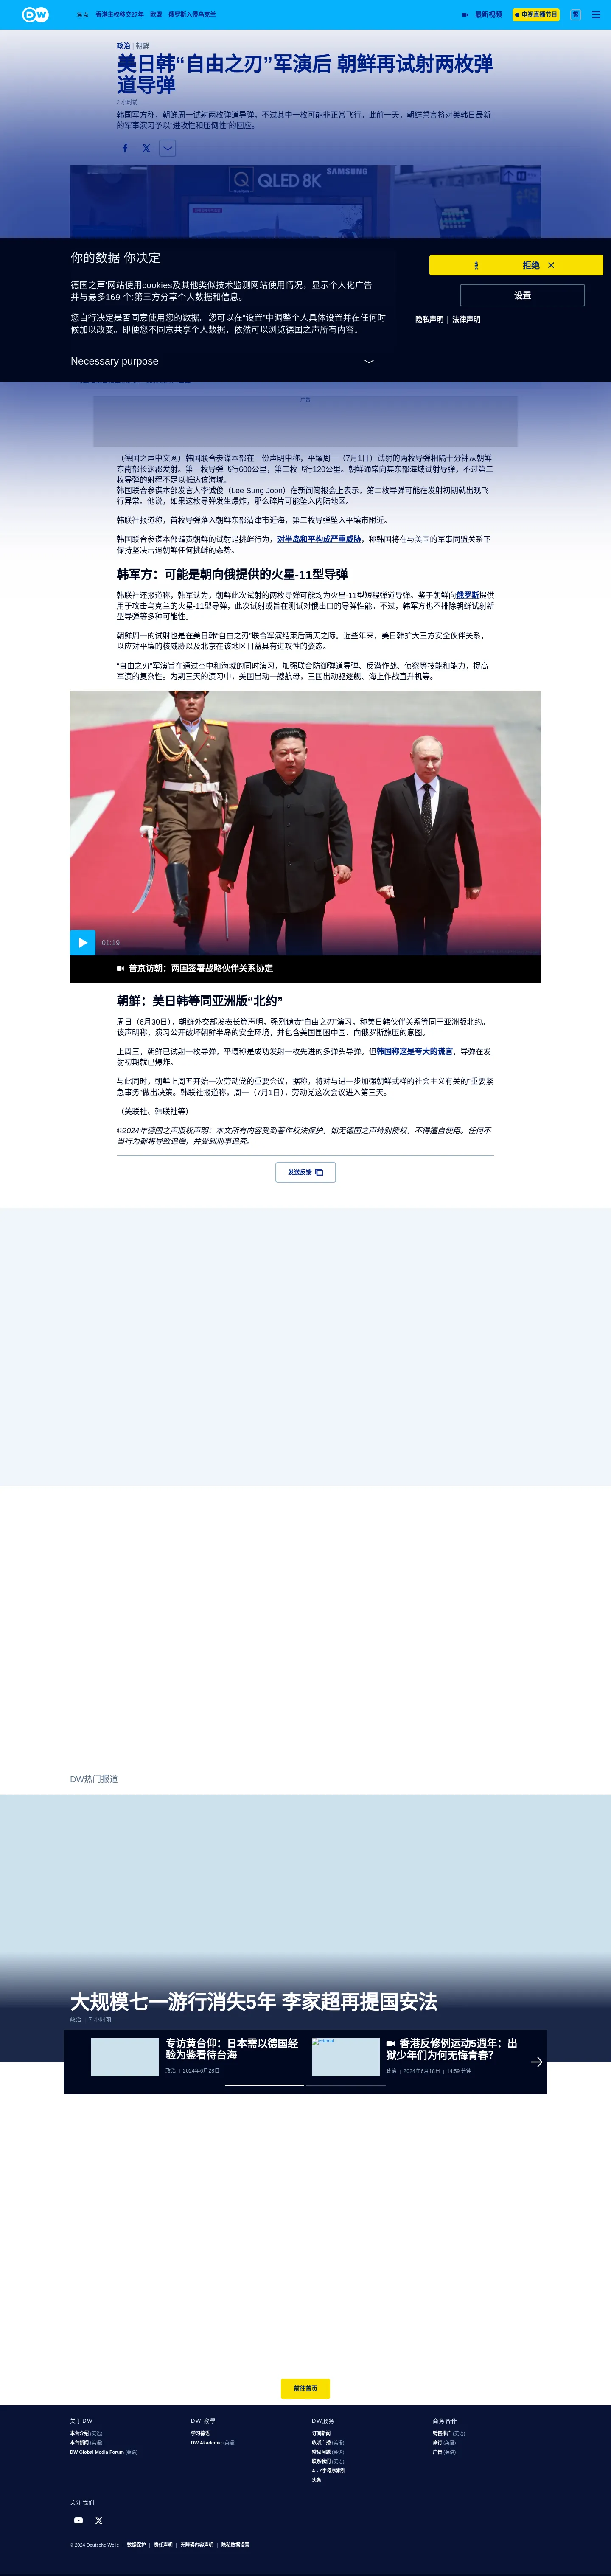 DW
焦点 香港主权移交27年 欧盟 俄罗斯入侵乌克兰
最新视频 电视直播节目 繁
政治 | 朝鲜
美日韩“自由之刃”军演后 朝鲜再试射两枚弹
道导弹
2 小时前
韩国军方称，朝鲜周一试射两枚弹道导弹，不过其中一枚可能非正常飞行。此前一天，朝鲜誓言将对美韩日最新
的军事演习予以“进攻性和压倒性”的回应。
QLED 8K SAMSUNG
你的数据 你决定
德国之声'网站使用cookies及其他类似技术监测网站使用情况，显示个人化广告
并与最多169 个;第三方分享个人数据和信息。
您自行决定是否同意使用您的数据。您可以在“设置”中调整个人具体设置并在任何时
候加以改变。即便您不同意共享个人数据，依然可以浏览德国之声所有内容。
Necessary purpose
拒绝
设置
隐私声明 | 法律声明
广告
（德国之声中文网）韩国联合参谋本部在一份声明中称，平壤周一（7月1日）试射的两枚导弹相隔十分钟从朝鲜
东南部长渊郡发射。第一枚导弹飞行600公里，第二枚飞行120公里。朝鲜通常向其东部海域试射导弹，不过第二
枚导弹的射程不足以抵达该海域。
韩国联合参谋本部发言人李诚俊（Lee Sung Joon）在新闻简报会上表示，第二枚导弹可能在发射初期就出现飞
行异常。他说，如果这枚导弹发生爆炸，那么碎片可能坠入内陆地区。
韩联社报道称，首枚导弹落入朝鲜东部清津市近海，第二枚导弹坠入平壤市附近。
韩国联合参谋本部谴责朝鲜的试射是挑衅行为，对半岛和平构成严重威胁，称韩国将在与美国的军事同盟关系下
保持坚决击退朝鲜任何挑衅的态势。
韩军方：可能是朝向俄提供的火星-11型导弹
韩联社还报道称，韩军认为，朝鲜此次试射的两枚导弹可能均为火星-11型短程弹道导弹。鉴于朝鲜向俄罗斯提供
用于攻击乌克兰的火星-11型导弹，此次试射或旨在测试对俄出口的导弹性能。不过，韩军方也不排除朝鲜试射新
型导弹等多种可能性。
朝鲜周一的试射也是在美日韩“自由之刃”联合军演结束后两天之际。近些年来，美日韩扩大三方安全伙伴关系，
以应对平壤的核威胁以及北京在该地区日益具有进攻性的姿态。
“自由之刃”军演旨在通过空中和海域的同时演习，加强联合防御弹道导弹、反潜作战、侦察等技能和能力，提高
军演的复杂性。为期三天的演习中，美国出动一艘航母，三国出动驱逐舰、海上作战直升机等。
01:19
普京访朝：两国签署战略伙伴关系协定
朝鲜：美日韩等同亚洲版“北约”
周日（6月30日），朝鲜外交部发表长篇声明，强烈谴责“自由之刃”演习，称美日韩伙伴关系等同于亚洲版北约。
该声明称，演习公开破坏朝鲜半岛的安全环境，并包含美国围困中国、向俄罗斯施压的意图。
上周三，朝鲜已试射一枚导弹，平壤称是成功发射一枚先进的多弹头导弹。但韩国称这是夸大的谎言，导弹在发
射初期就已爆炸。
与此同时，朝鲜上周五开始一次劳动党的重要会议，据称，将对与进一步加强朝鲜式样的社会主义有关的“重要紧
急事务”做出决策。韩联社报道称，周一（7月1日），劳动党这次会议进入第三天。
（美联社、韩联社等）
©2024年德国之声版权声明：本文所有内容受到著作权法保护，如无德国之声特别授权，不得擅自使用。任何不
当行为都将导致追偿，并受到刑事追究。
发送反馈
DW热门报道
大规模七一游行消失5年 李家超再提国安法
政治 | 7 小时前
专访黄台仰：日本需以德国经
验为鉴看待台海
政治 | 2024年6月28日
external
香港反修例运动5週年：出
狱少年们为何无悔青春?
政治 | 2024年6月18日 | 14:59 分钟
前往首页
关于DW
本台介绍 (英语)
本台新闻 (英语)
DW Global Media Forum (英语)
DW 教學
学习德语
DW Akademie (英语)
DW服务
订阅新闻
收听广播 (英语)
常见问题 (英语)
联系我们 (英语)
A - Z字母序索引
头条
商务合作
销售推广 (英语)
旅行 (英语)
广告 (英语)
关注我们
© 2024 Deutsche Welle | 数据保护 | 责任声明 | 无障碍内容声明 | 隐私数据设置